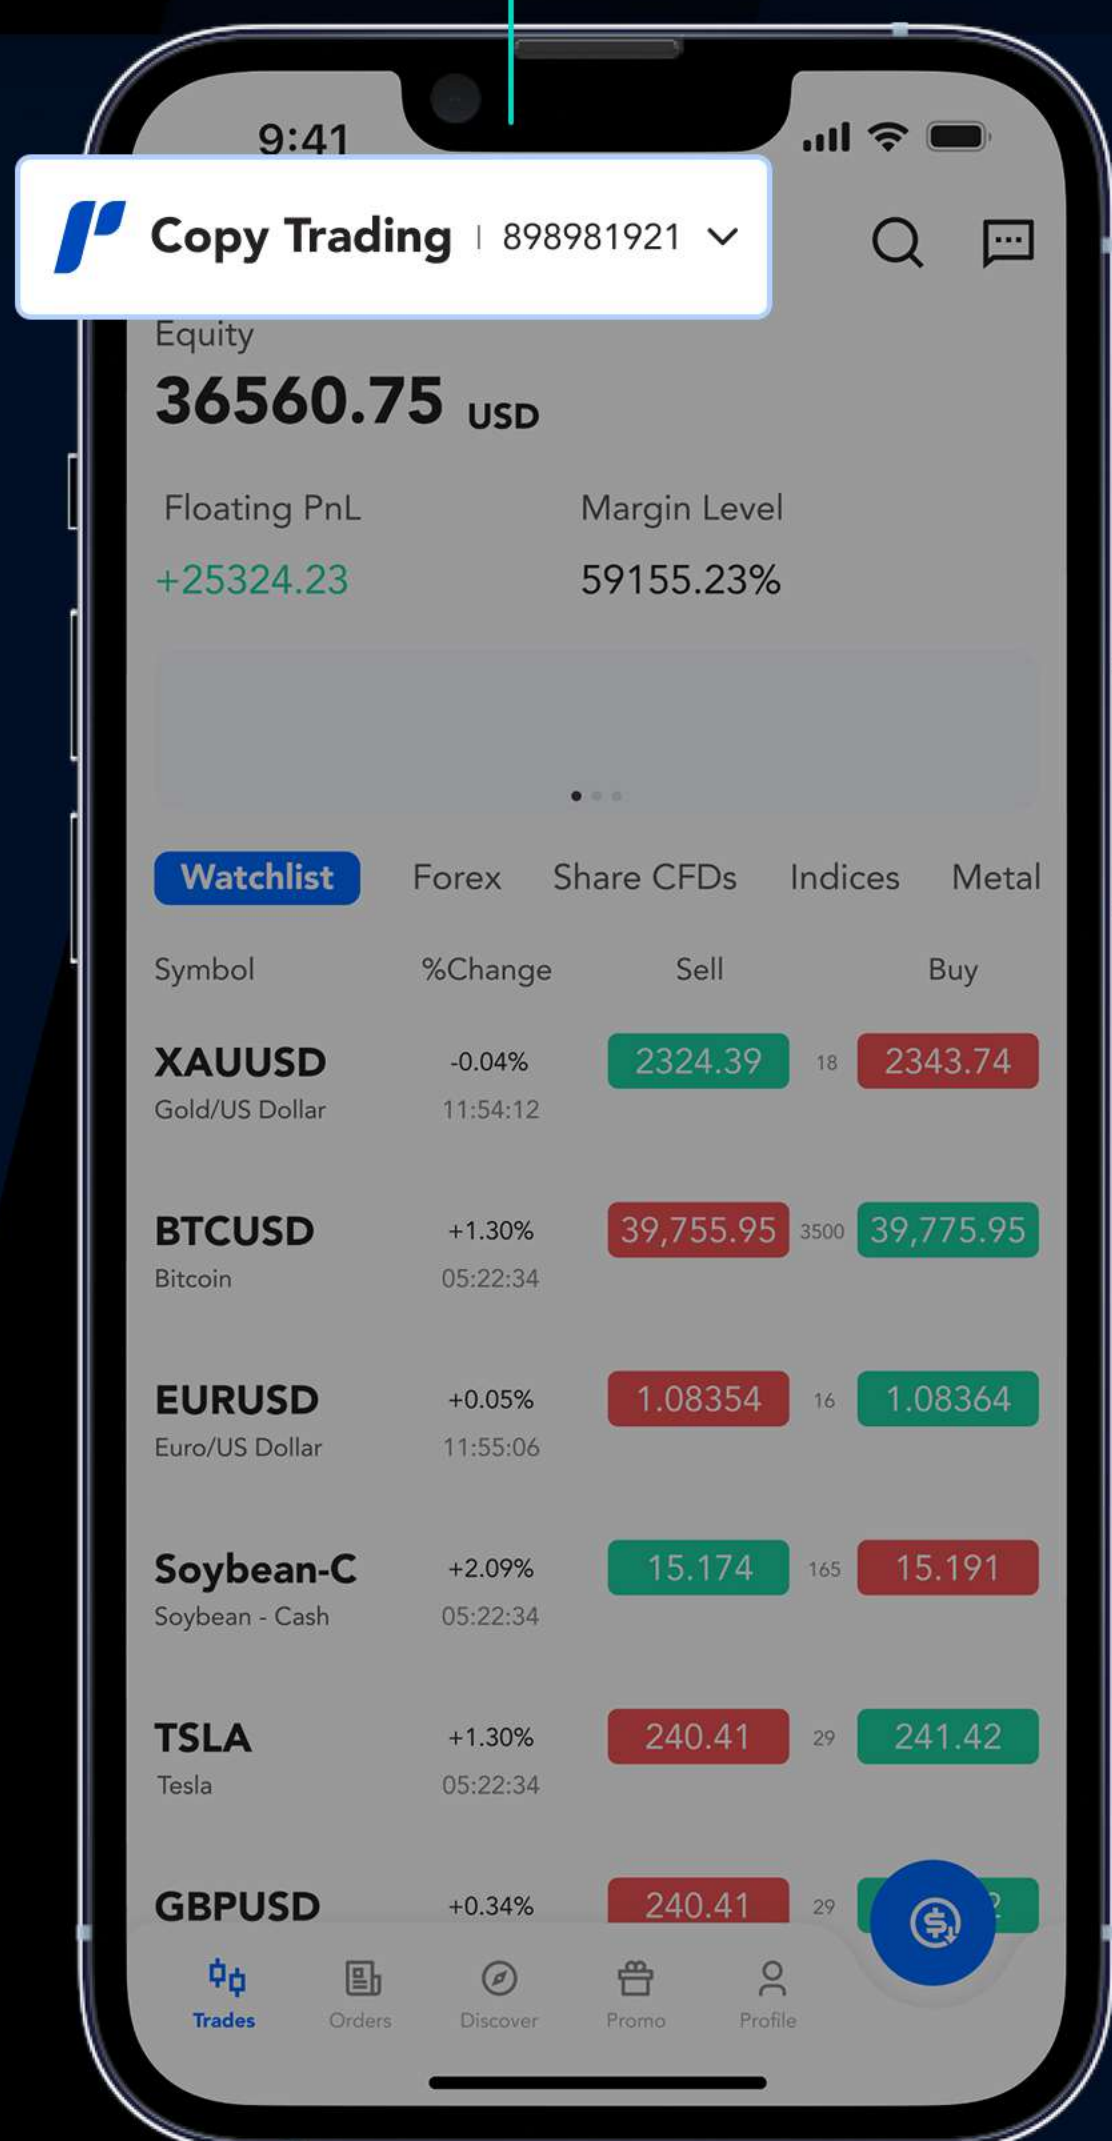 9:41
Copy Trading | 898981921
Equity
36560.75 USD
Floating PnL Margin Level
+25324.23 59155.23%
Watchlist Forex Share CFDs Indices Metal
Symbol %Change Sell Buy
XAUUSD -0.04% 2324.39 18 2343.74
Gold/US Dollar 11:54:12
BTCUSD +1.30% 39,755.95 3500 39,775.95
Bitcoin 05:22:34
EURUSD +0.05% 1.08354 16 1.08364
Euro/US Dollar 11:55:06
Soybean-C +2.09% 15.174 165 15.191
Soybean - Cash 05:22:34
TSLA +1.30% 240.41 29 241.42
Tesla 05:22:34
GBPUSD +0.34% 240.41 29
Trades Orders Discover Promo Profile